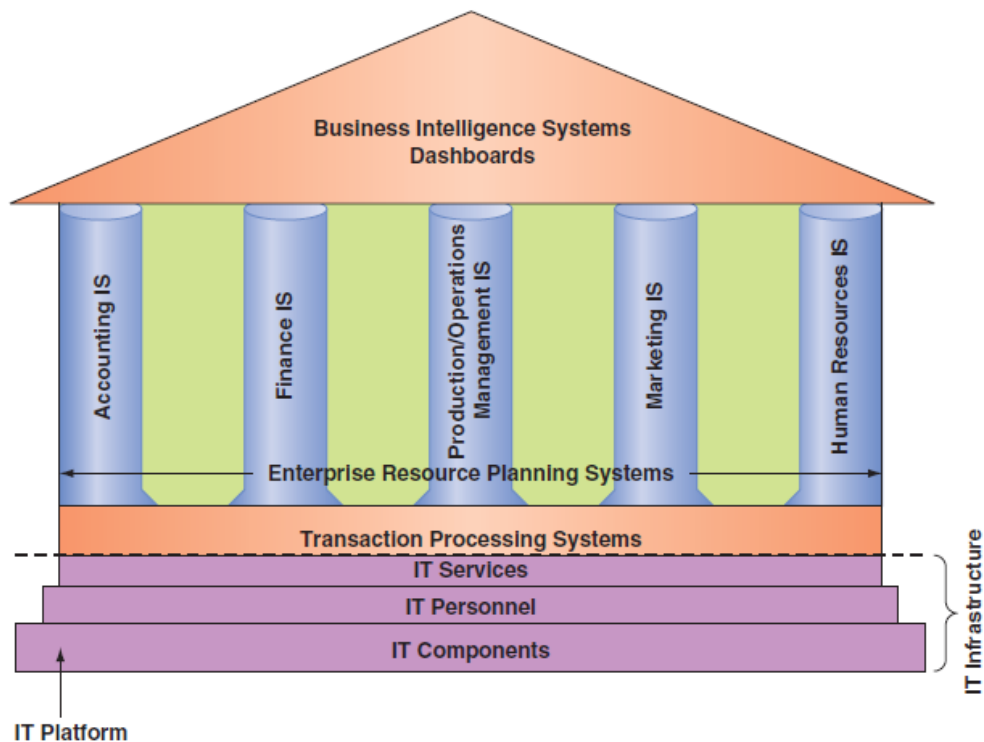 Business Intelligence Systems
Dashboards
Accounting IS
Finance IS
Production/Operations
Management IS
Marketing IS
Human Resources IS
Enterprise Resource Planning Systems
Transaction Processing Systems
IT Services
IT Personnel
IT Components
IT Infrastructure
IT Platform